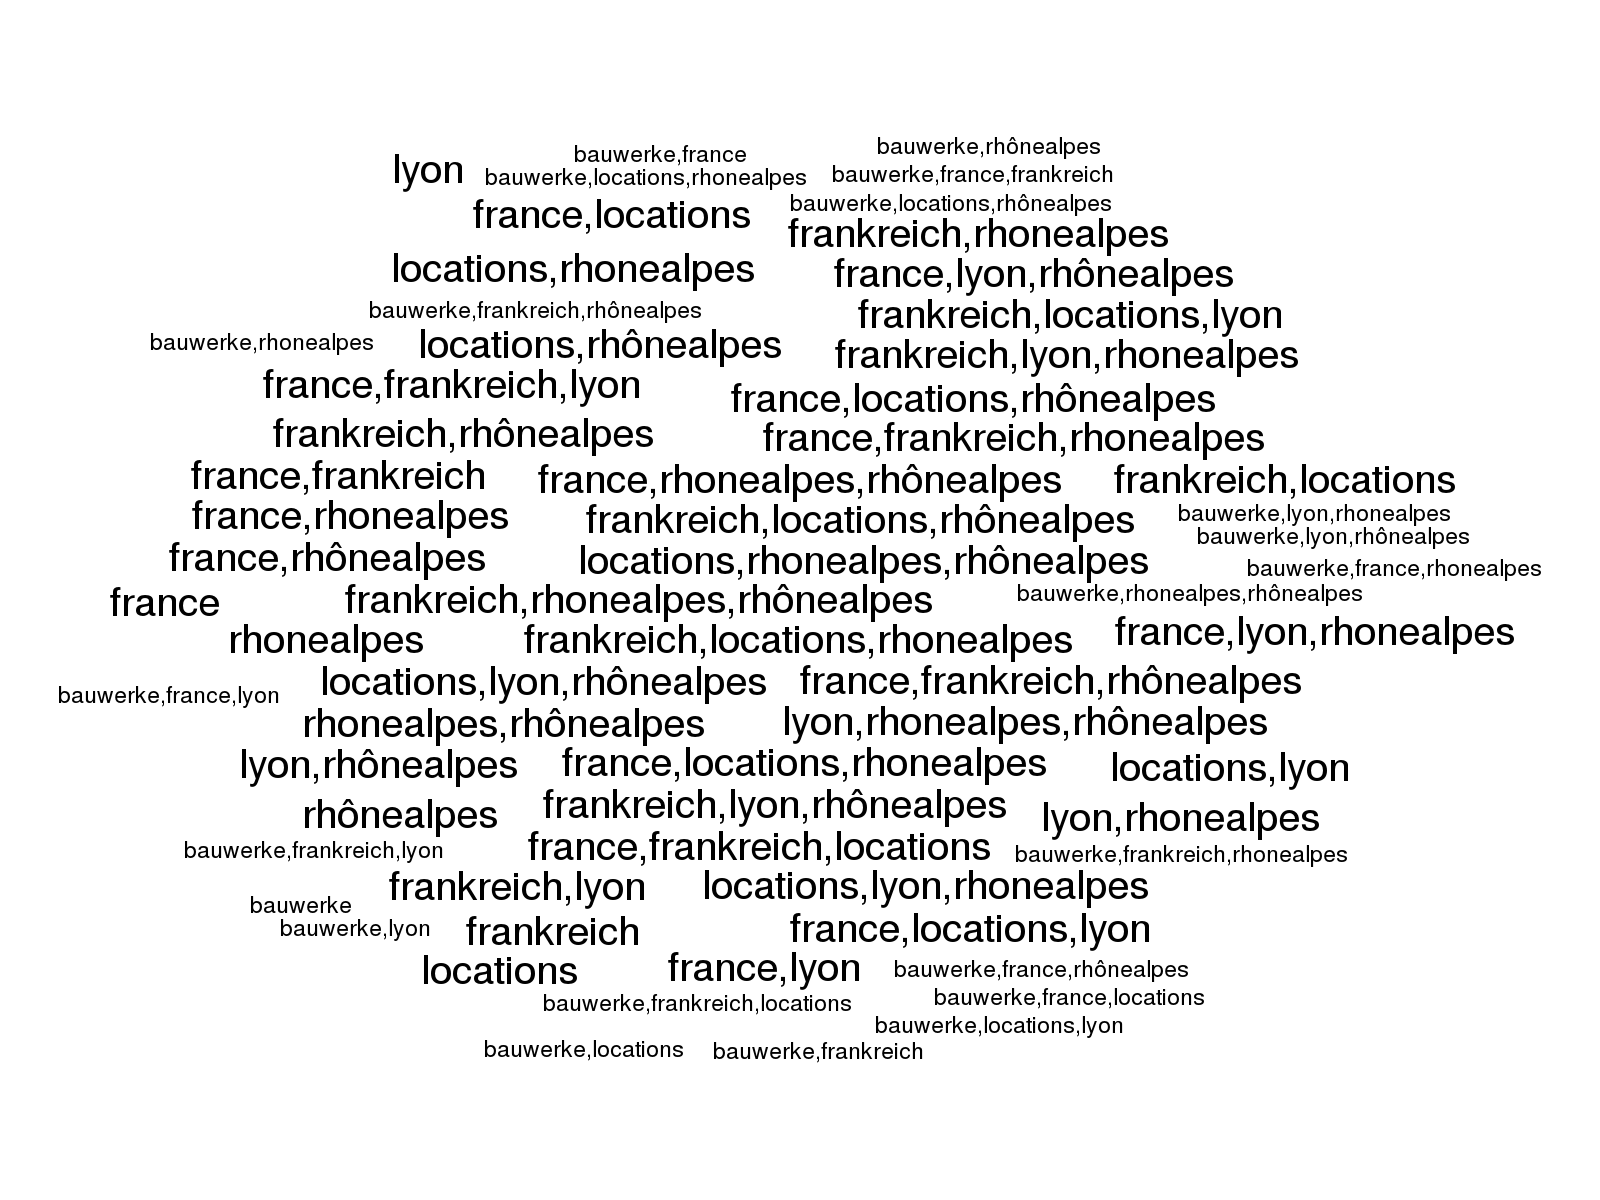 bauwerke,rhônealpes
bauwerke,france
lyon
bauwerke,locations,rhonealpes
bauwerke,france,frankreich
bauwerke,locations,rhônealpes
france,locations
frankreich,rhonealpes
locations,rhonealpes
france,lyon,rhônealpes
bauwerke,frankreich,rhônealpes
frankreich,locations,lyon
bauwerke,rhonealpes
locations,rhônealpes
frankreich,lyon,rhonealpes
france,frankreich,lyon
france,locations,rhônealpes
frankreich,rhônealpes
france,frankreich,rhonealpes
france,frankreich
france,rhonealpes,rhônealpes
frankreich,locations
france,rhonealpes
frankreich,locations,rhônealpes
bauwerke,lyon,rhonealpes
bauwerke,lyon,rhônealpes
france,rhônealpes
locations,rhonealpes,rhônealpes
bauwerke,france,rhonealpes
france
frankreich,rhonealpes,rhônealpes
bauwerke,rhonealpes,rhônealpes
rhonealpes
frankreich,locations,rhonealpes
france,lyon,rhonealpes
bauwerke,france,lyon
locations,lyon,rhônealpes
france,frankreich,rhônealpes
rhonealpes,rhônealpes
lyon,rhonealpes,rhônealpes
lyon,rhônealpes
france,locations,rhonealpes
locations,lyon
rhônealpes
frankreich,lyon,rhônealpes
lyon,rhonealpes
bauwerke,frankreich,lyon
france,frankreich,locations
bauwerke,frankreich,rhonealpes
frankreich,lyon
locations,lyon,rhonealpes
bauwerke
bauwerke,lyon
frankreich
france,locations,lyon
locations
france,lyon
bauwerke,france,rhônealpes
bauwerke,frankreich,locations
bauwerke,france,locations
bauwerke,locations,lyon
bauwerke,locations
bauwerke,frankreich